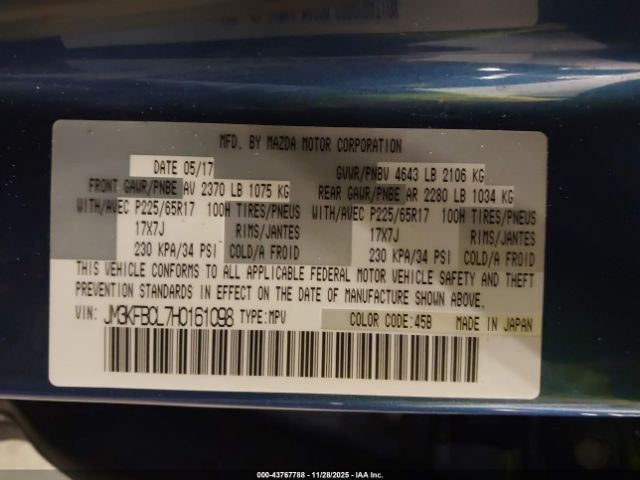 MFD. BY MAZDA MOTOR CORPORATION
DATE 05/17 GVWR/PNBV 4643 LB 2106 KG
FRONT GAWR/PNBE AV 2370 LB 1075 KG REAR GAWR/PNBE AR 2280 LB 1034 KG
WITH/AVEC P225/65R17 100H TIRES/PNEUS WITH/AVEC P225/65R17 100H TIRES/PNEUS
17X7J RIMS/JANTES 17X7J RIMS/JANTES
230 KPA/34 PSI COLD/A FROID 230 KPA/34 PSI COLD/A FROID
THIS VEHICLE CONFORMS TO ALL APPLICABLE FEDERAL MOTOR VEHICLE SAFETY AND THEFT
PREVENTION STANDARDS IN EFFECT ON THE DATE OF MANUFACTURE SHOWN ABOVE.
VIN: JM3KFBCL7H0161098 TYPE:MPV COLOR CODE:45B MADE IN JAPAN
000-43767788 - 11/28/2025 - IAA Inc.